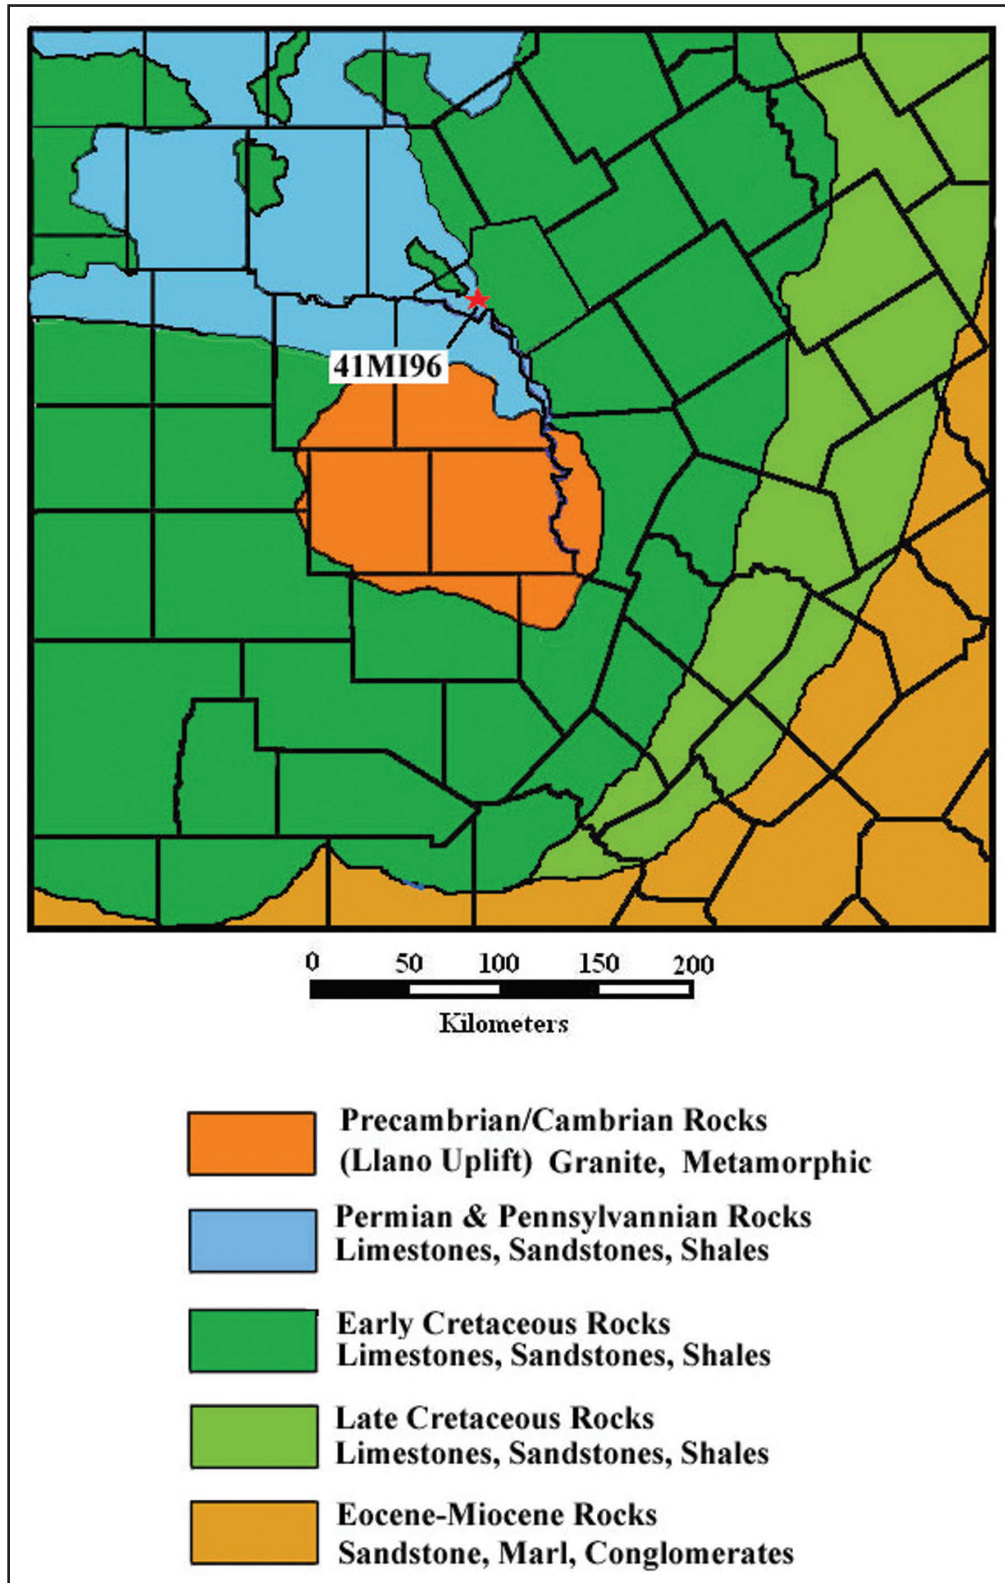 41MI96
0 50 100 150 200
Kilometers
Precambrian/Cambrian Rocks
(Llano Uplift) Granite, Metamorphic
Permian & Pennsylvannian Rocks
Limestones, Sandstones, Shales
Early Cretaceous Rocks
Limestones, Sandstones, Shales
Late Cretaceous Rocks
Limestones, Sandstones, Shales
Eocene-Miocene Rocks
Sandstone, Marl, Conglomerates